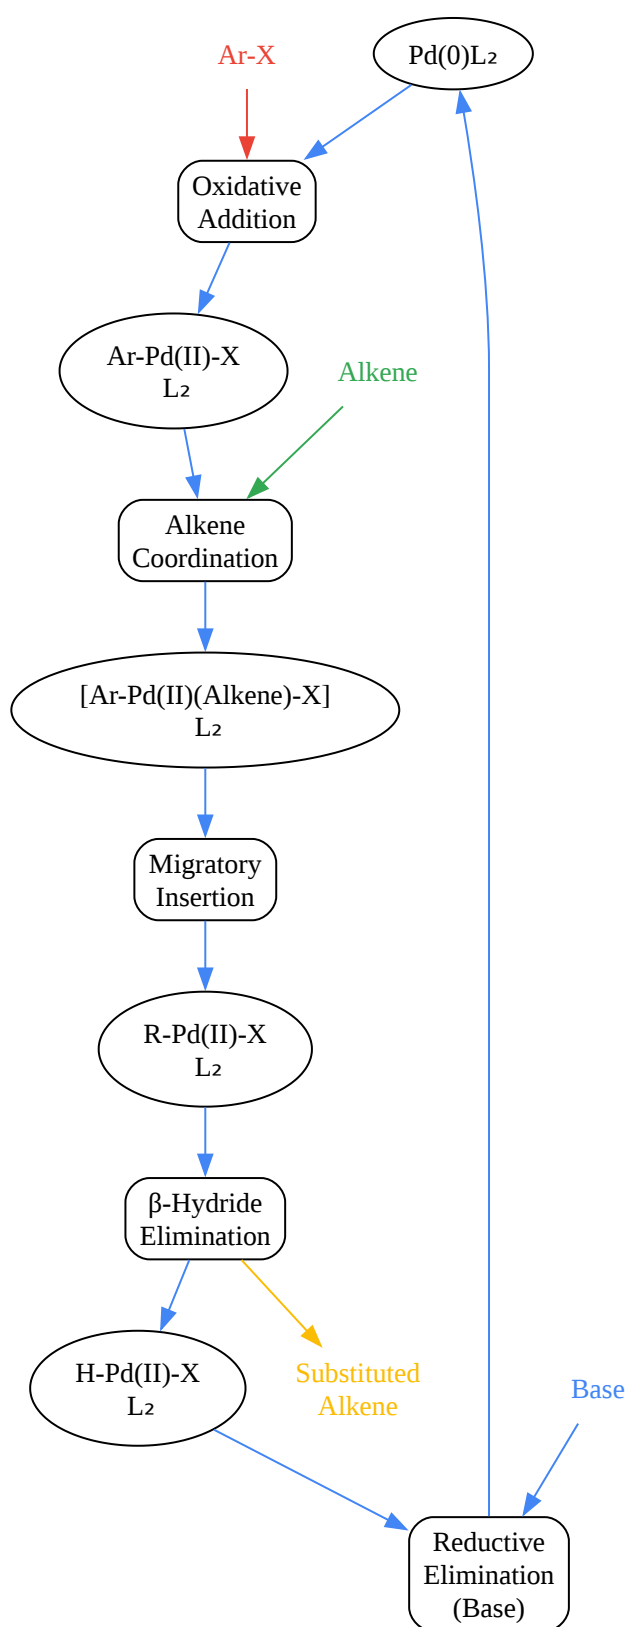 Ar-X
Pd(0)L₂
Oxidative
Addition
Ar-Pd(II)-X
L₂
Alkene
Alkene
Coordination
[Ar-Pd(II)(Alkene)-X]
L₂
Migratory
Insertion
R-Pd(II)-X
L₂
β-Hydride
Elimination
H-Pd(II)-X
L₂
Substituted
Alkene
Base
Reductive
Elimination
(Base)